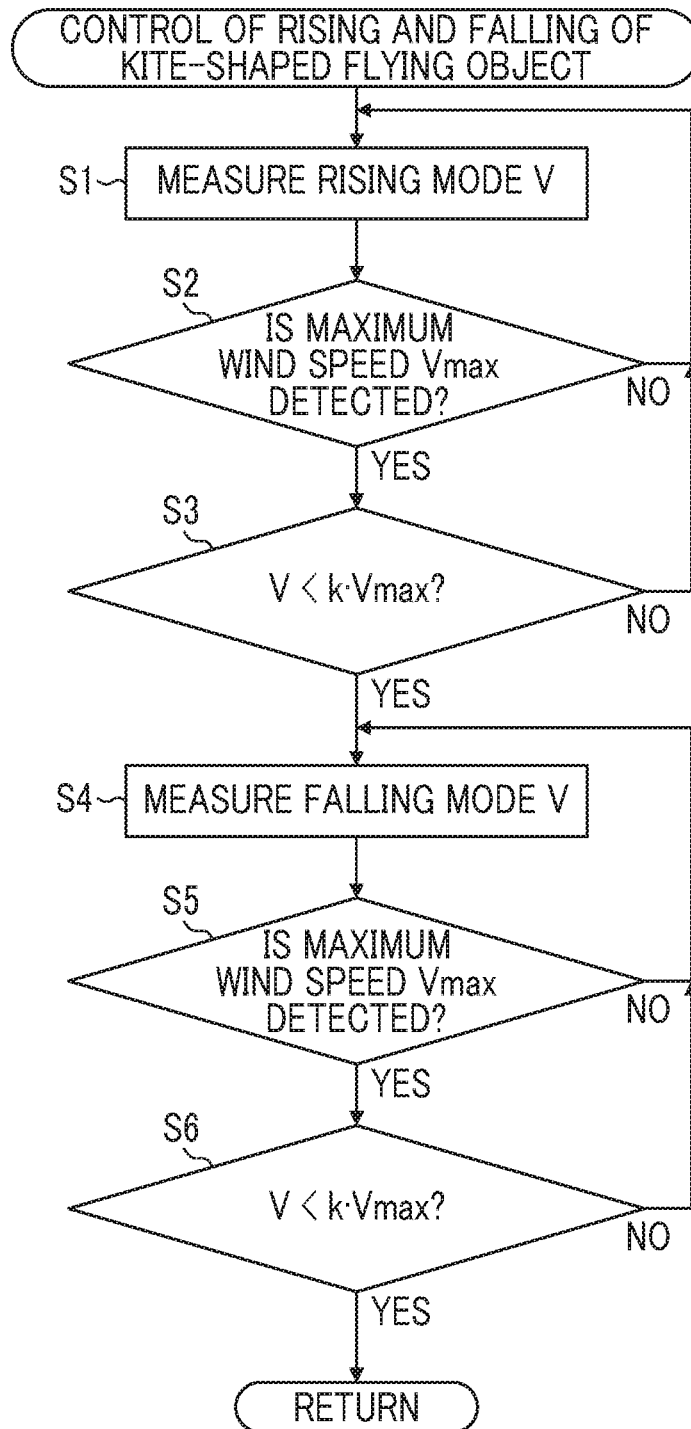 CONTROL OF RISING AND FALLING OF
KITE-SHAPED FLYING OBJECT
S1
MEASURE RISING MODE V
S2
IS MAXIMUM
WIND SPEED Vmax
DETECTED?
NO
YES
S3
V < k·Vmax?
NO
YES
S4
MEASURE FALLING MODE V
S5
IS MAXIMUM
WIND SPEED Vmax
DETECTED?
NO
YES
S6
V < k·Vmax?
NO
YES
RETURN